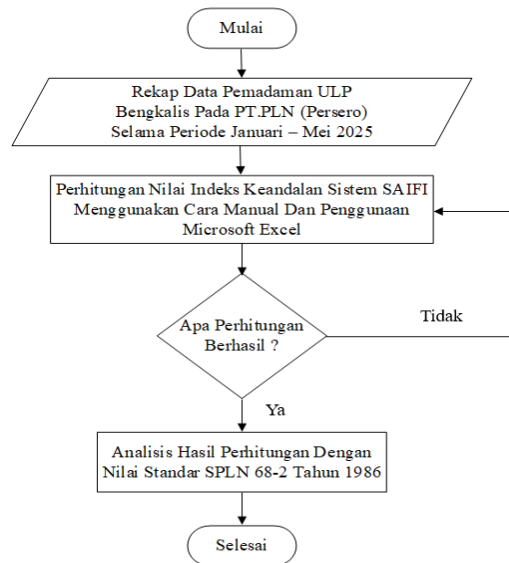 Mulai
Rekap Data Pemadaman ULP
Bengkalis Pada PT.PLN (Persero)
Selama Periode Januari – Mei 2025
Perhitungan Nilai Indeks Keandalan Sistem SAIFI
Menggunakan Cara Manual Dan Penggunaan
Microsoft Excel
Apa Perhitungan
Berhasil ?
Tidak
Ya
Analisis Hasil Perhitungan Dengan
Nilai Standar SPLN 68-2 Tahun 1986
Selesai